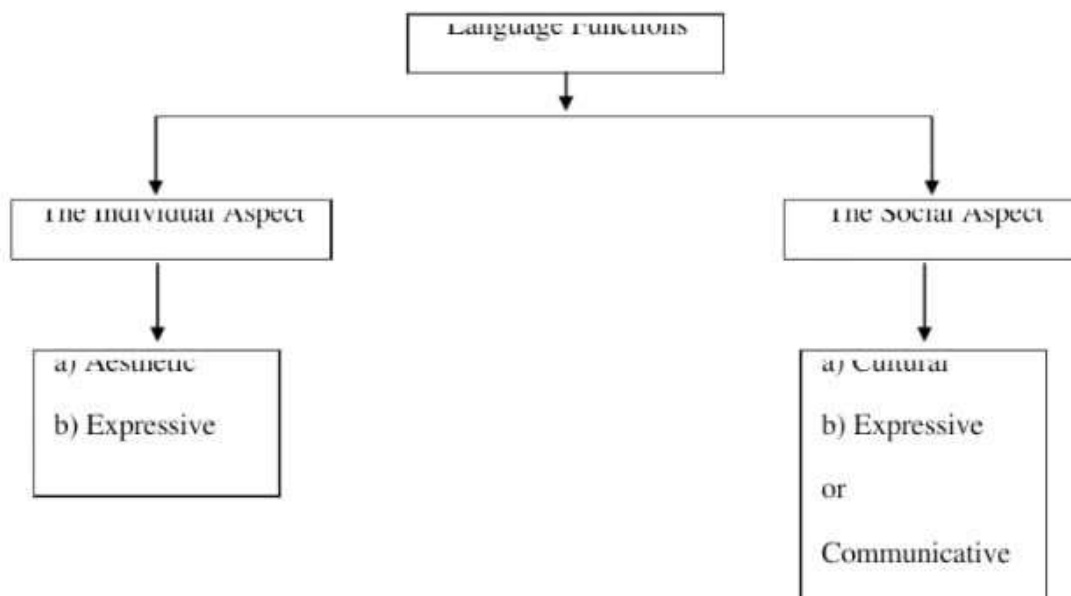 Language Functions
The Individual Aspect
The Social Aspect
a) Aesthetic
b) Expressive
a) Cultural
b) Expressive
or
Communicative